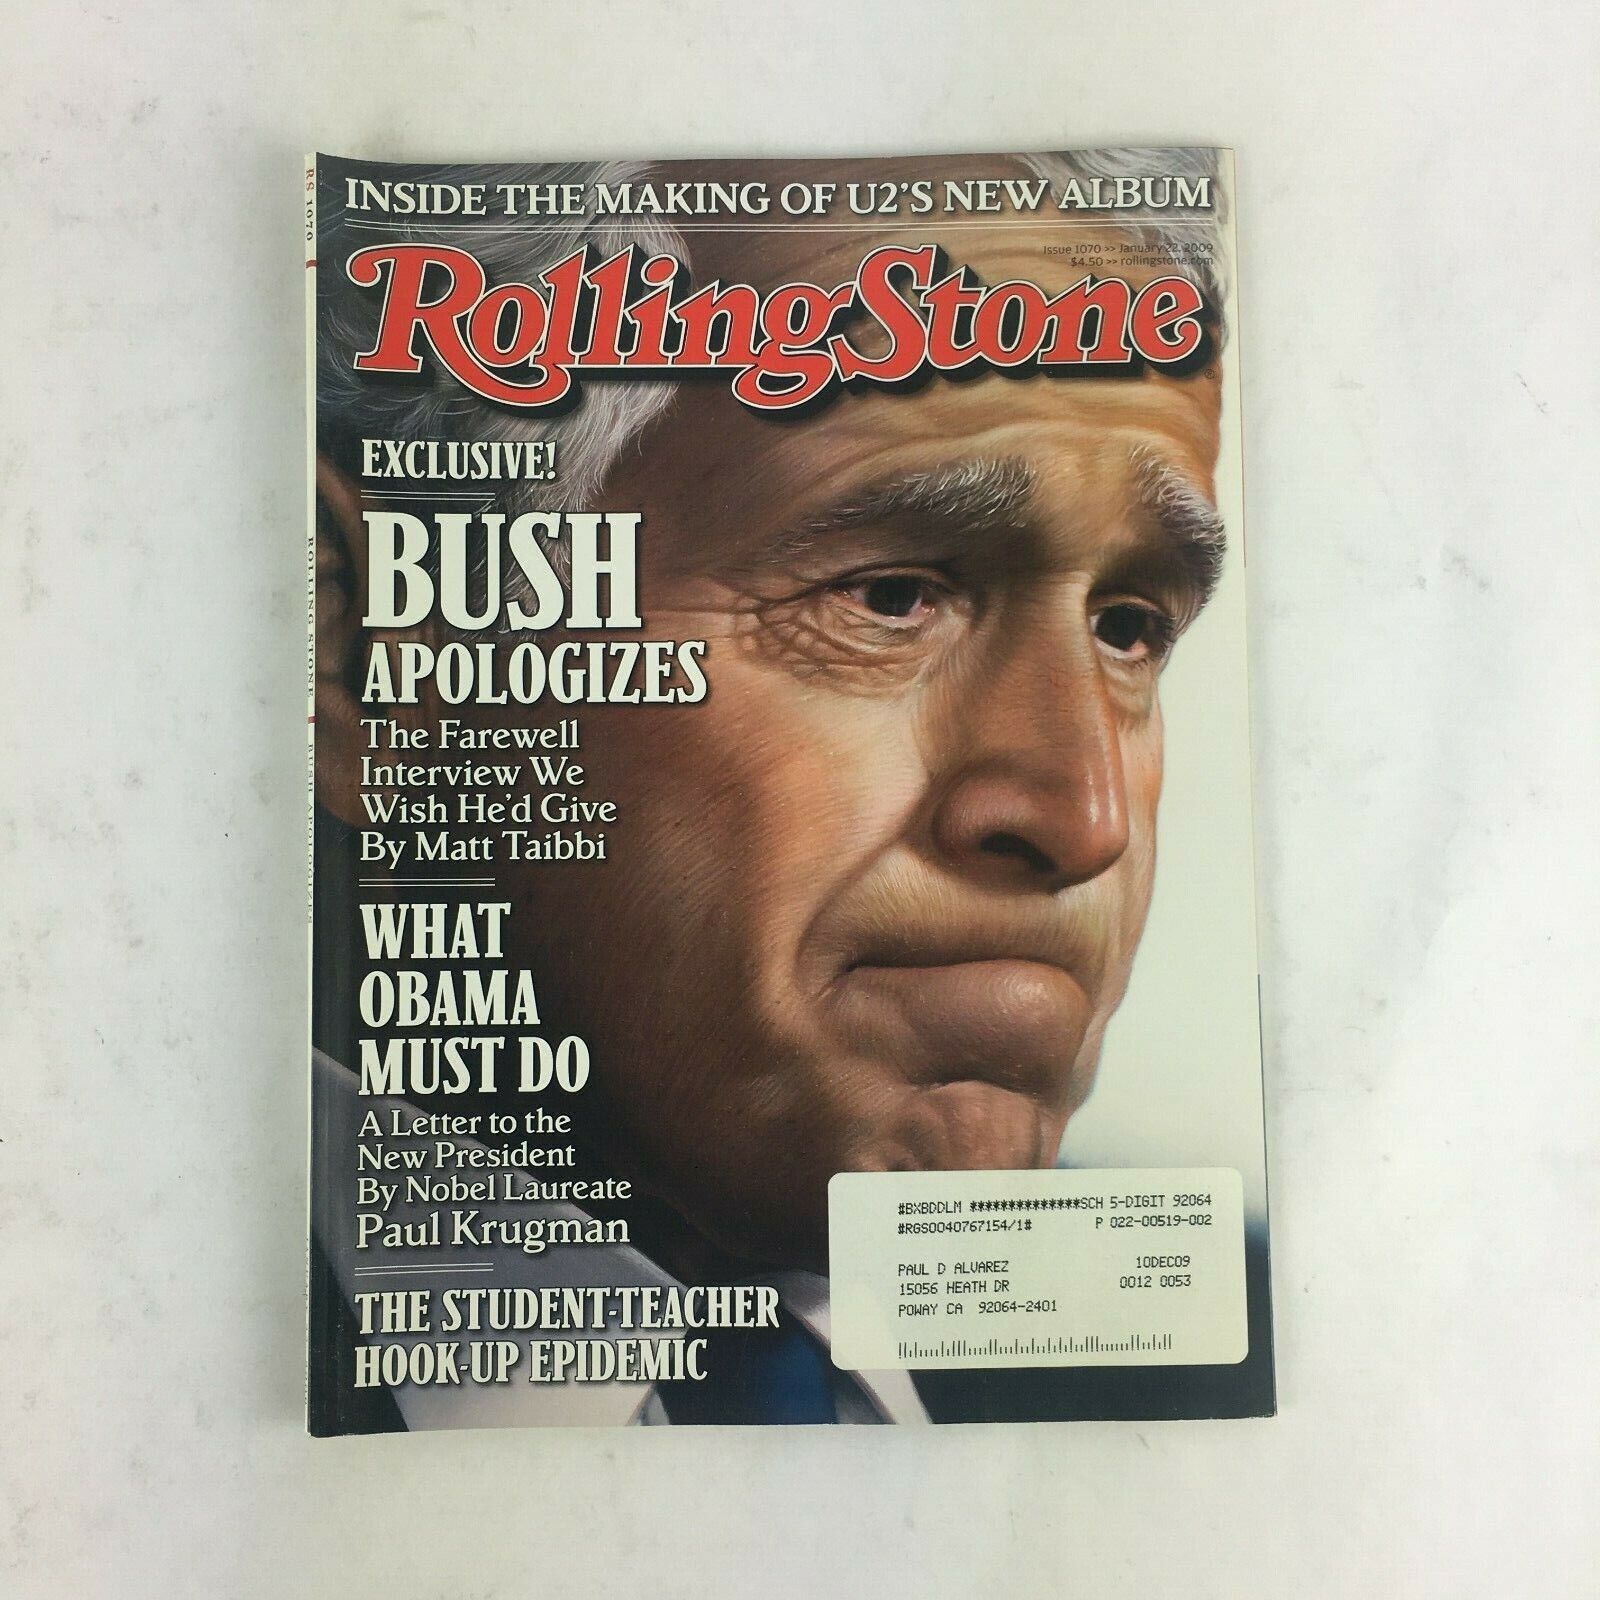 INSIDE THE MAKING OF U2'S NEW ALBUM
Issue 1070 >> January 22, 2009
$4.50 >> rollingstone.com
Rolling Stone
®
EXCLUSIVE!
BUSH
APOLOGIZES
The Farewell
Interview We
Wish He'd Give
By Matt Taibbi
WHAT
OBAMA
MUST DO
A Letter to the
New President
By Nobel Laureate
Paul Krugman
THE STUDENT-TEACHER
HOOK-UP EPIDEMIC
#BXBDDLM **************SCH 5-DIGIT 92064
#RGS0040767154/1# P 022-00519-002
PAUL D ALVAREZ 10DEC09
15056 HEATH DR 0012 0053
POWAY CA 92064-2401
RS 1070
ROLLING STONE
BUSH APOLOGIZES